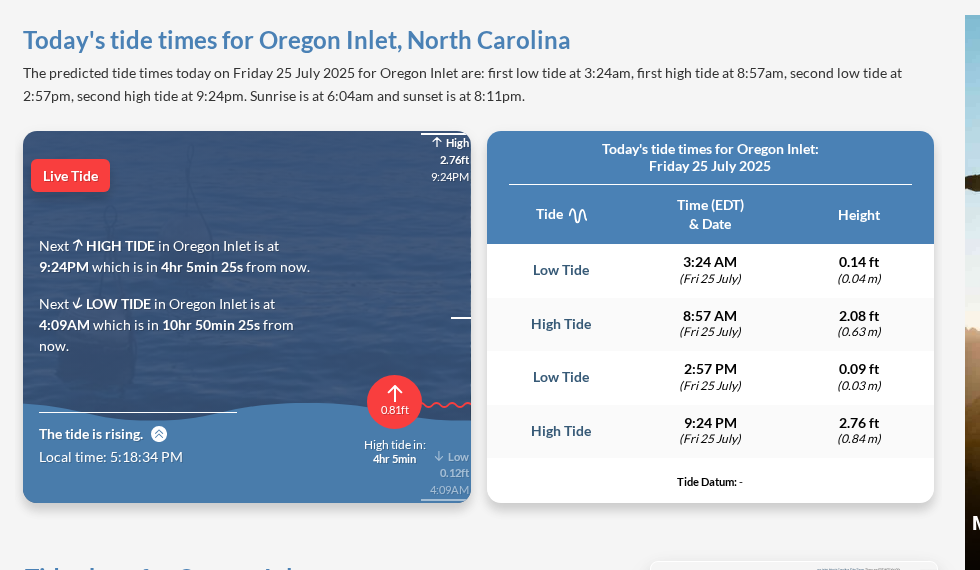 Today's tide times for Oregon Inlet, North Carolina
The predicted tide times today on Friday 25 July 2025 for Oregon Inlet are: first low tide at 3:24am, first high tide at 8:57am, second low tide at
2:57pm, second high tide at 9:24pm. Sunrise is at 6:04am and sunset is at 8:11pm.
High
2.76ft
9:24PM
Live Tide
Next HIGH TIDE in Oregon Inlet is at
9:24PM which is in 4hr 5min 25s from now.
Next LOW TIDE in Oregon Inlet is at
4:09AM which is in 10hr 50min 25s from
now.
0.81ft
The tide is rising.
Local time: 5:18:34 PM
High tide in:
4hr 5min
Low
0.12ft
4:09AM
Today's tide times for Oregon Inlet:
Friday 25 July 2025
Tide Time (EDT) & Date Height
Low Tide 3:24 AM 0.14 ft
(Fri 25 July) (0.04 m)
High Tide 8:57 AM 2.08 ft
(Fri 25 July) (0.63 m)
Low Tide 2:57 PM 0.09 ft
(Fri 25 July) (0.03 m)
High Tide 9:24 PM 2.76 ft
(Fri 25 July) (0.84 m)
Tide Datum: -